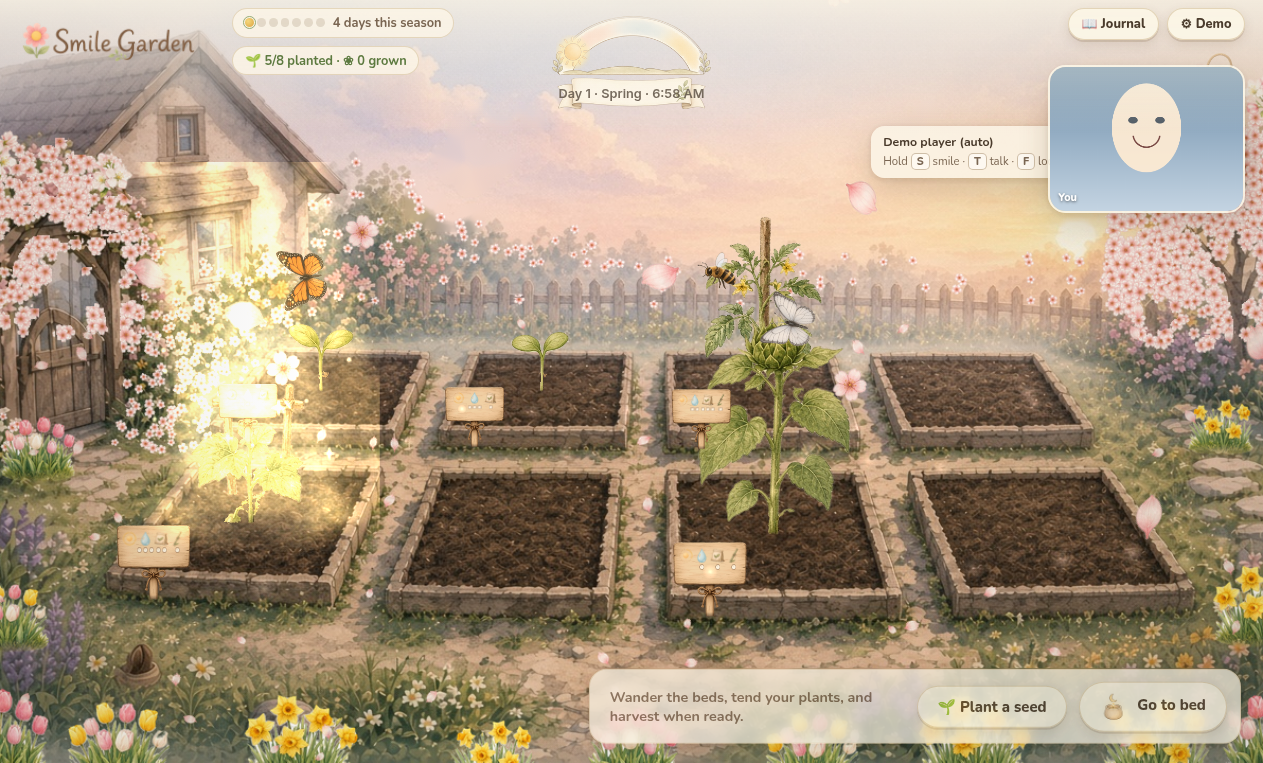 Smile Garden
4 days this season
5/8 planted · ❀ 0 grown
Day 1 · Spring · 6:58 AM
Journal
Demo
Demo player (auto)
Hold S smile · T talk · F lo
You
Wander the beds, tend your plants, and
harvest when ready.
Plant a seed
Go to bed